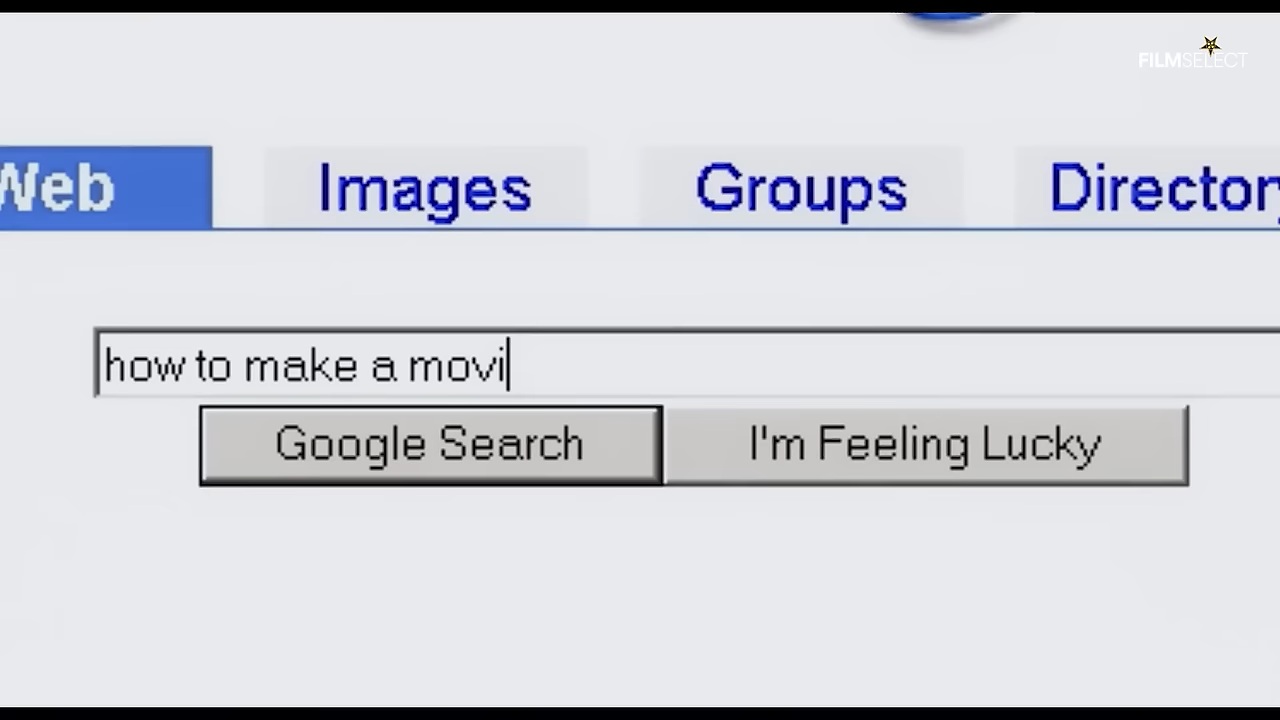 FILMSELECT
Web Images Groups Director
how to make a movi
Google Search I'm Feeling Lucky